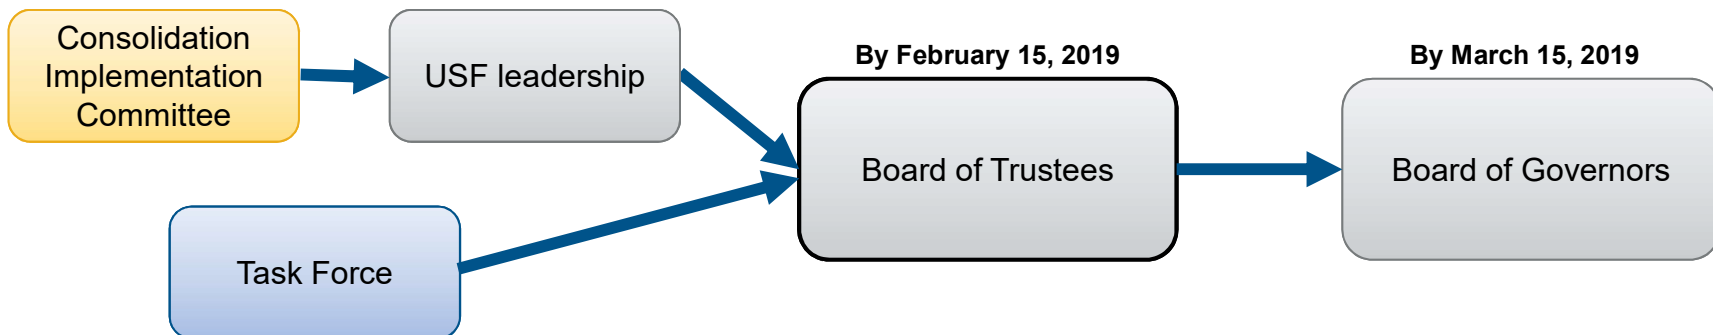 Consolidation
Implementation
Committee
USF leadership
Task Force
By February 15, 2019
Board of Trustees
By March 15, 2019
Board of Governors